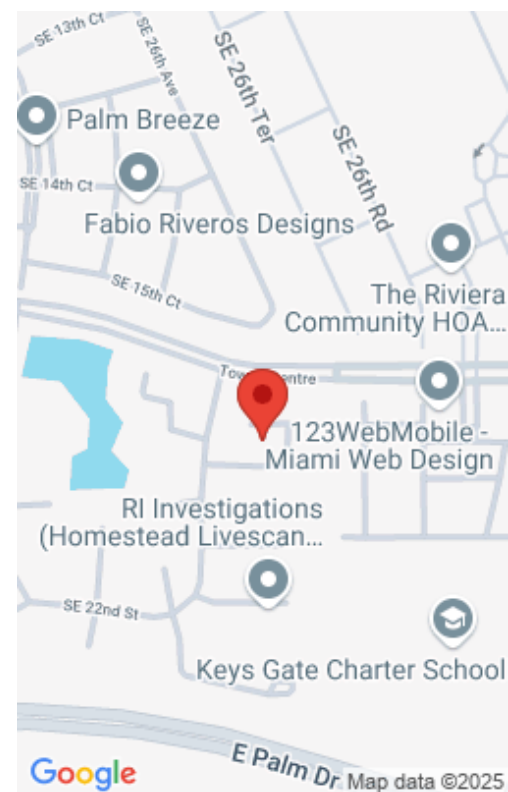 SE 13th Ct
SE 26th Ave
SE 26th Ter
SE 26th Rd
Palm Breeze
SE 14th Ct
Fabio Riveros Designs
SE 15th Ct
The Riviera
Community HOA...
123WebMobile -
Miami Web Design
RI Investigations
(Homestead Livescan...
SE 22nd St
Keys Gate Charter School
E Palm Dr
Google
Map data ©2025